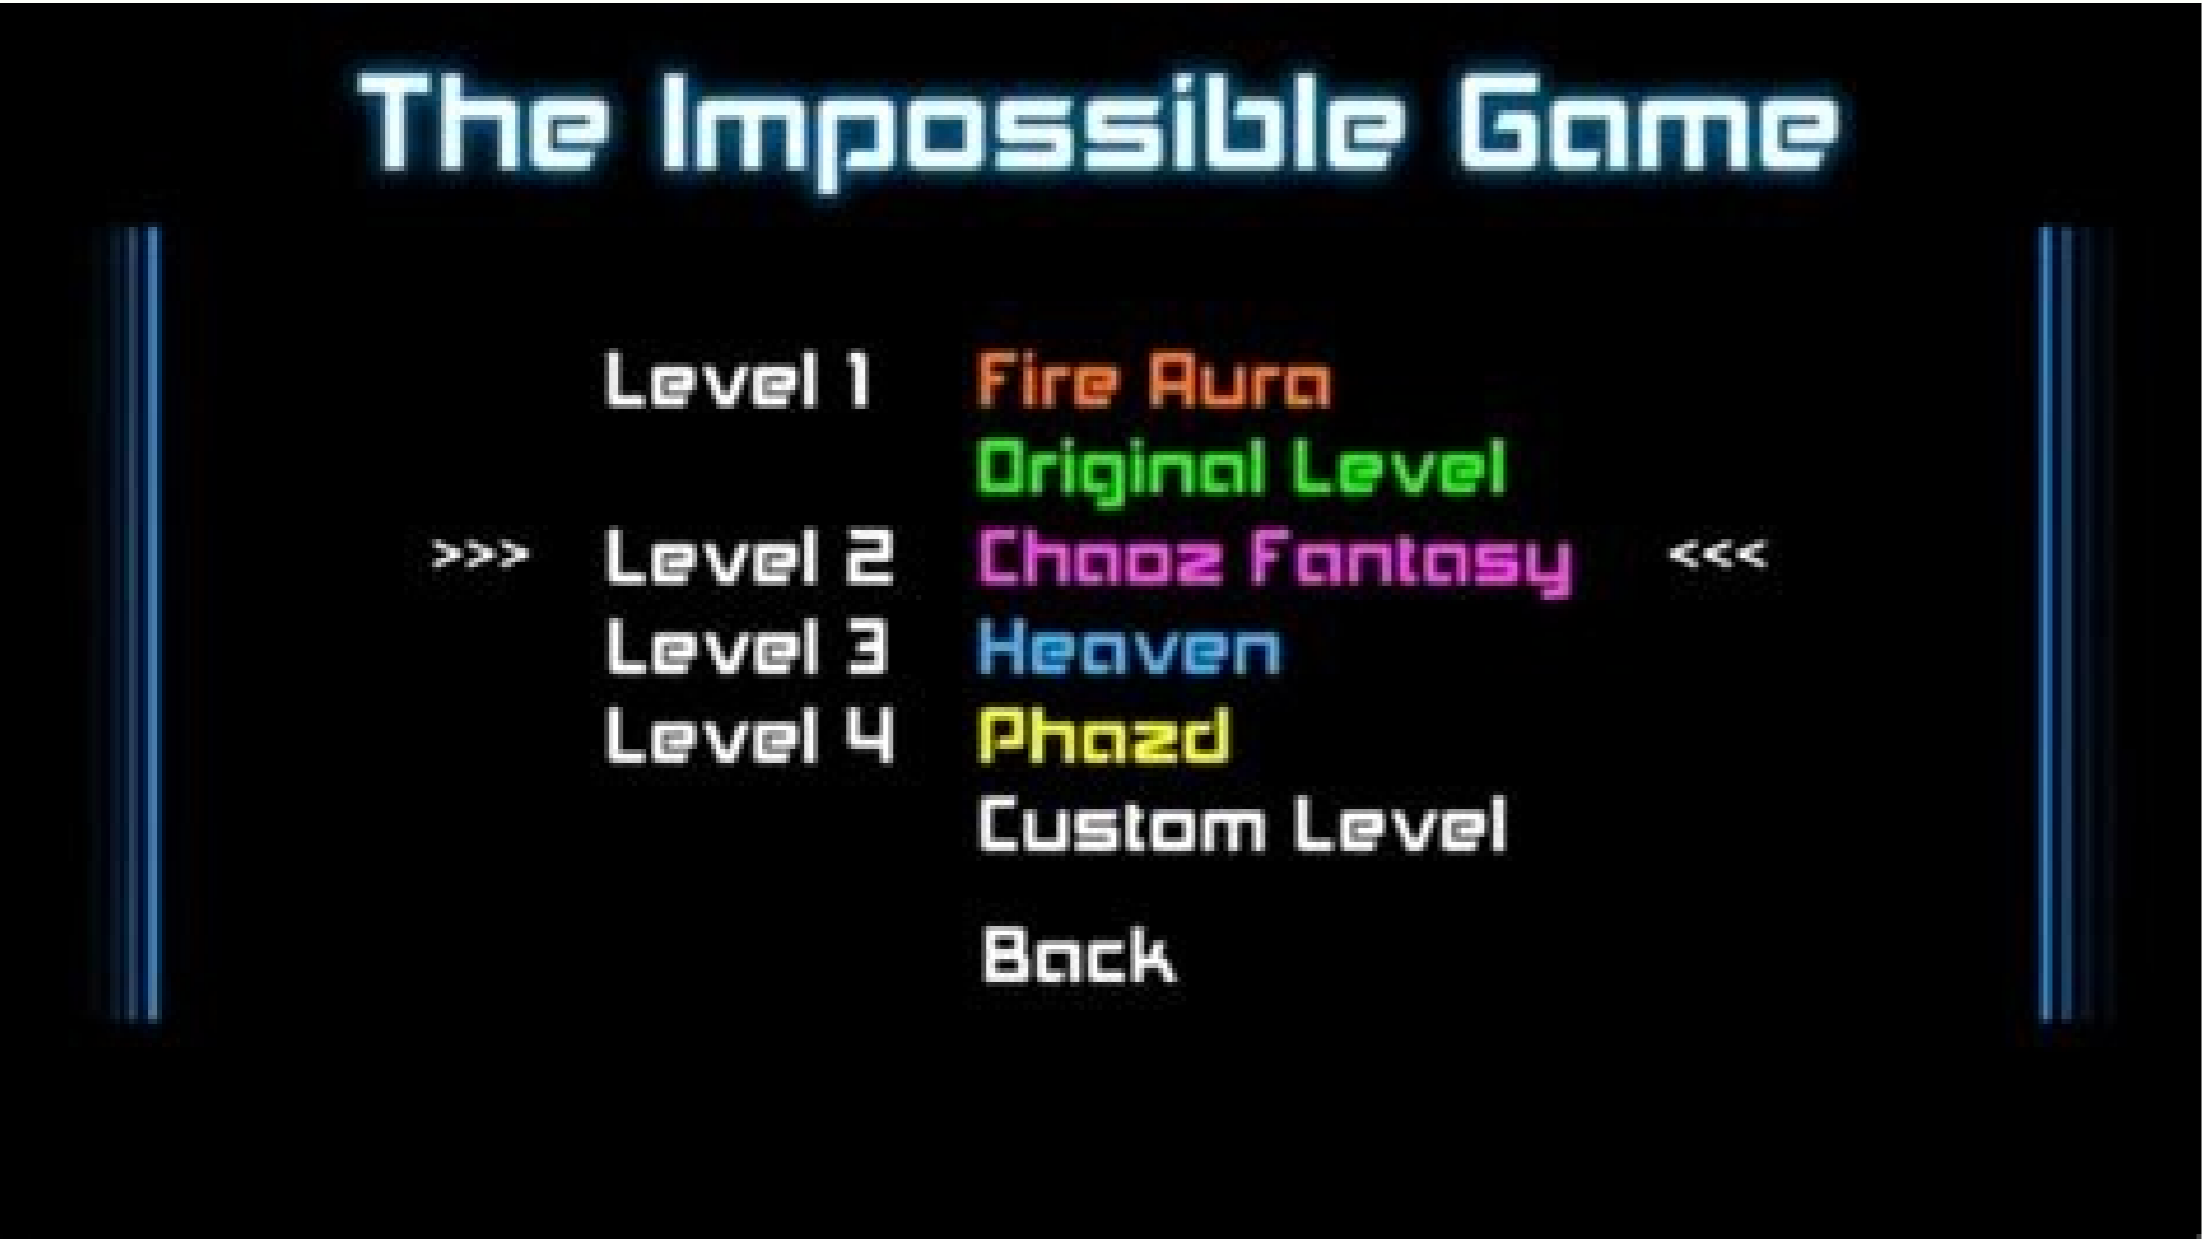 The Impossible Game
Level 1 Fire Aura
Original Level
>>> Level 2 Chaoz Fantasy <<<
Level 3 Heaven
Level 4 Phazd
Custom Level
Back